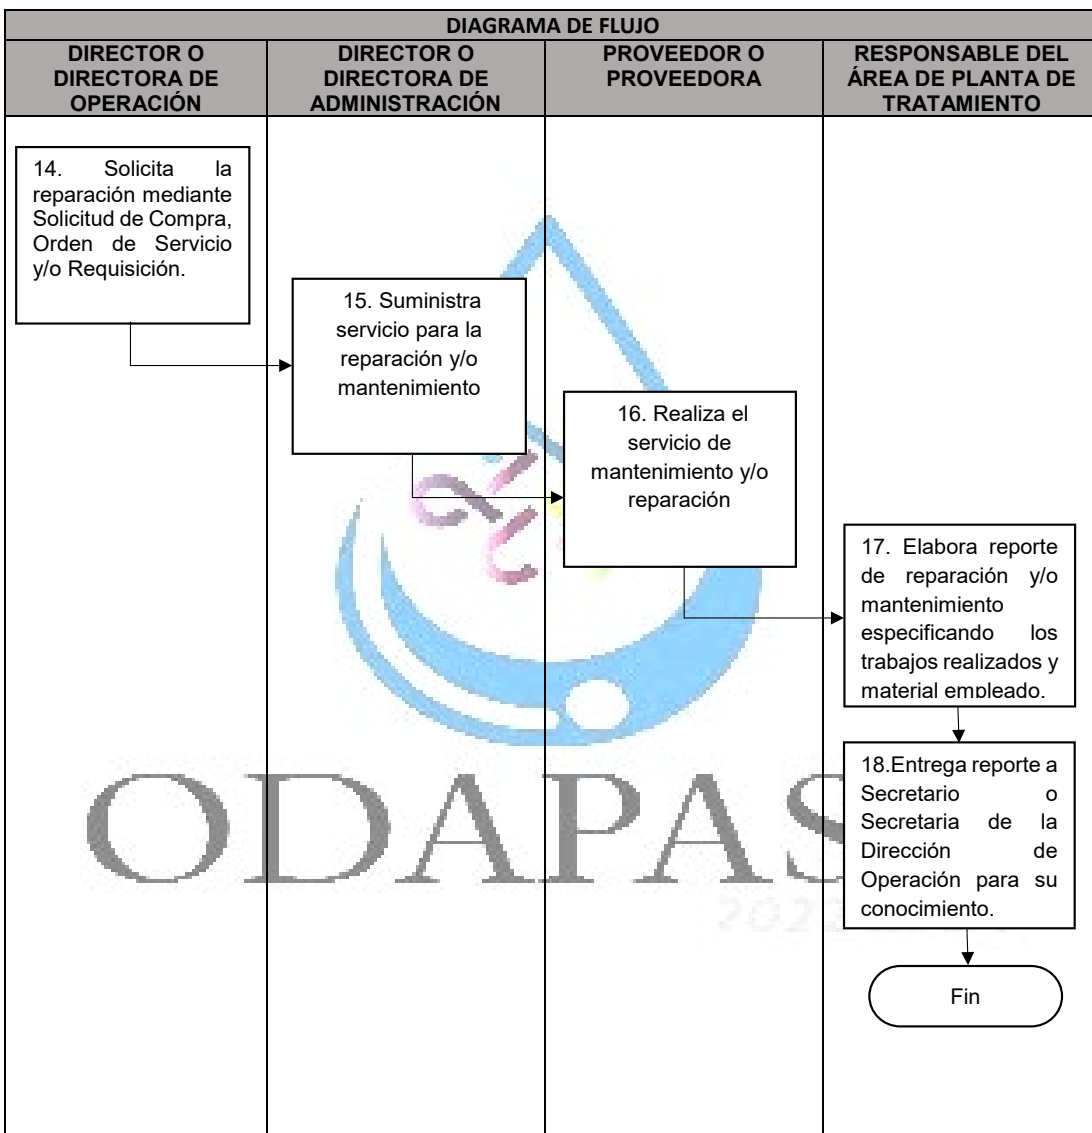 DIAGRAMA DE FLUJO
DIRECTOR O
DIRECTORA DE
OPERACIÓN
DIRECTOR O
DIRECTORA DE
ADMINISTRACIÓN
PROVEEDOR O
PROVEEDORA
RESPONSABLE DEL
ÁREA DE PLANTA DE
TRATAMIENTO
14. Solicita la
reparación mediante
Solicitud de Compra,
Orden de Servicio
y/o Requisición.
15. Suministra
servicio para la
reparación y/o
mantenimiento
16. Realiza el
servicio de
mantenimiento y/o
reparación
17. Elabora reporte
de reparación y/o
mantenimiento
especificando los
trabajos realizados y
material empleado.
18.Entrega reporte a
Secretario o
Secretaria de la
Dirección de
Operación para su
conocimiento.
Fin
ODAPAS